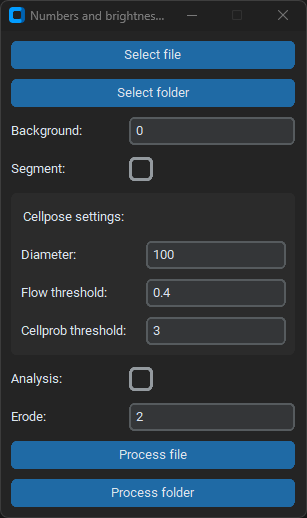 Numbers and brightnes...
Select file
Select folder
Background: 0
Segment:
Cellpose settings:
Diameter: 100
Flow threshold: 0.4
Cellprob threshold: 3
Analysis:
Erode: 2
Process file
Process folder